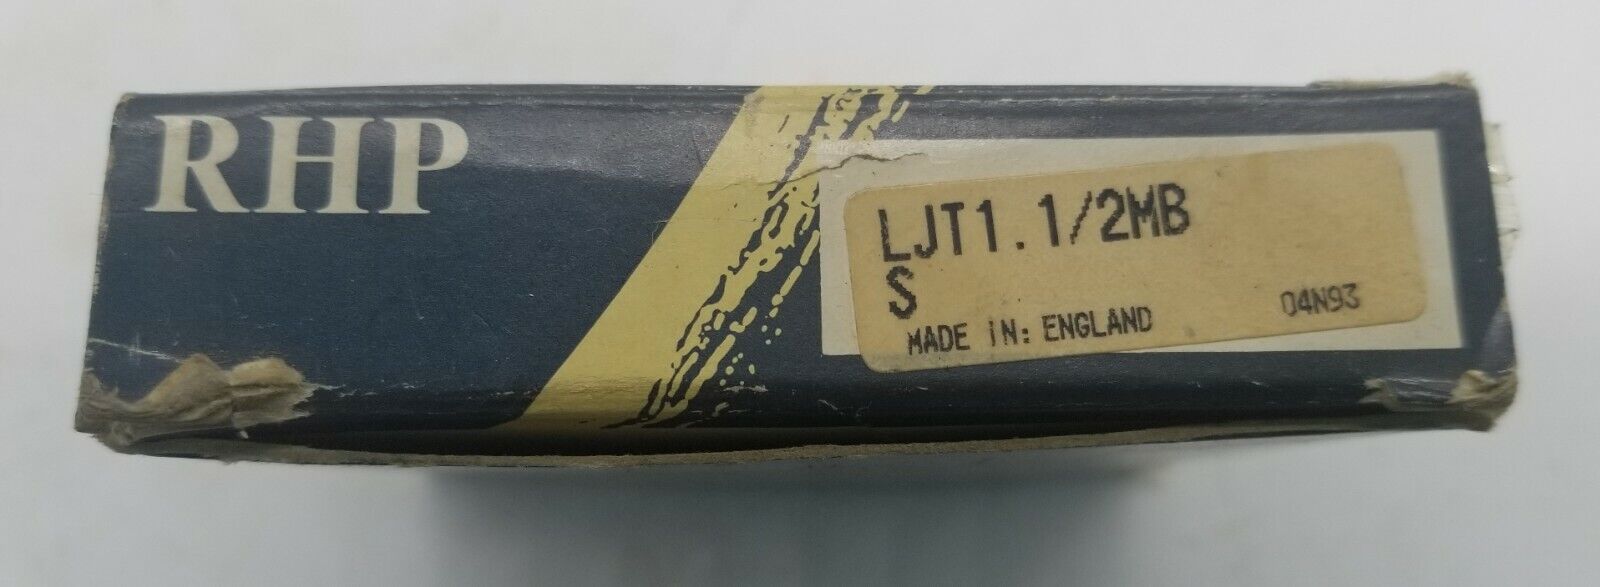 RHP
LJT1.1/2MB
S
MADE IN: ENGLAND 04N93